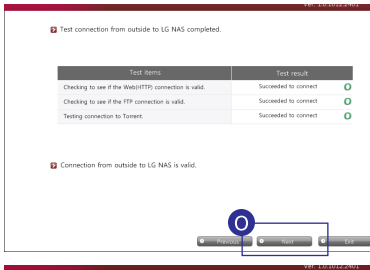 Ver. 1.0.1012.2401
Test connection from outside to LG NAS completed.
Test items Test result
Checking to see if the Web(HTTP) connection is valid. Succeeded to connect O
Checking to see if the FTP connection is valid. Succeeded to connect O
Testing connection to Torrent. Succeeded to connect O
Connection from outside to LG NAS is valid.
O
Previous Next Exit
Ver. 1.0.1012.2401